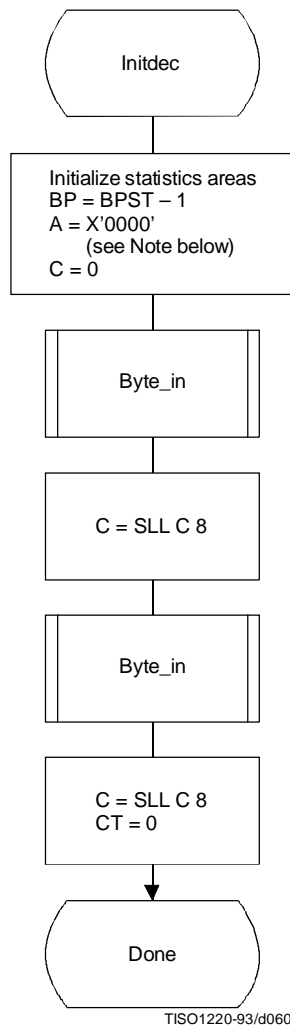 Initdec
Initialize statistics areas
BP = BPST – 1
A = X'0000'
(see Note below)
C = 0
Byte_in
C = SLL C 8
Byte_in
C = SLL C 8
CT = 0
Done
TISO1220-93/d060